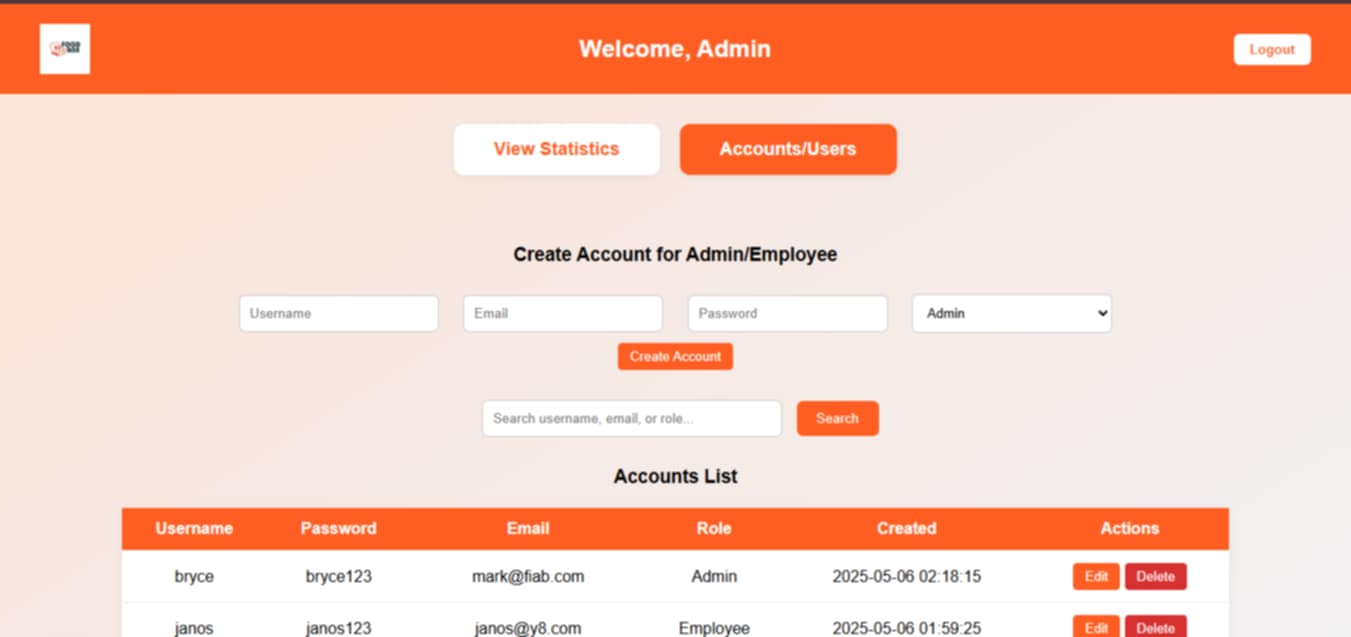 FOOD
BOX
Welcome, Admin
Logout
View Statistics
Accounts/Users
Create Account for Admin/Employee
Username
Email
Password
Admin
Create Account
Search username, email, or role...
Search
Accounts List
Username Password Email Role Created Actions
bryce bryce123 mark@fiab.com Admin 2025-05-06 02:18:15 Edit Delete
janos janos123 janos@y8.com Employee 2025-05-06 01:59:25 Edit Delete